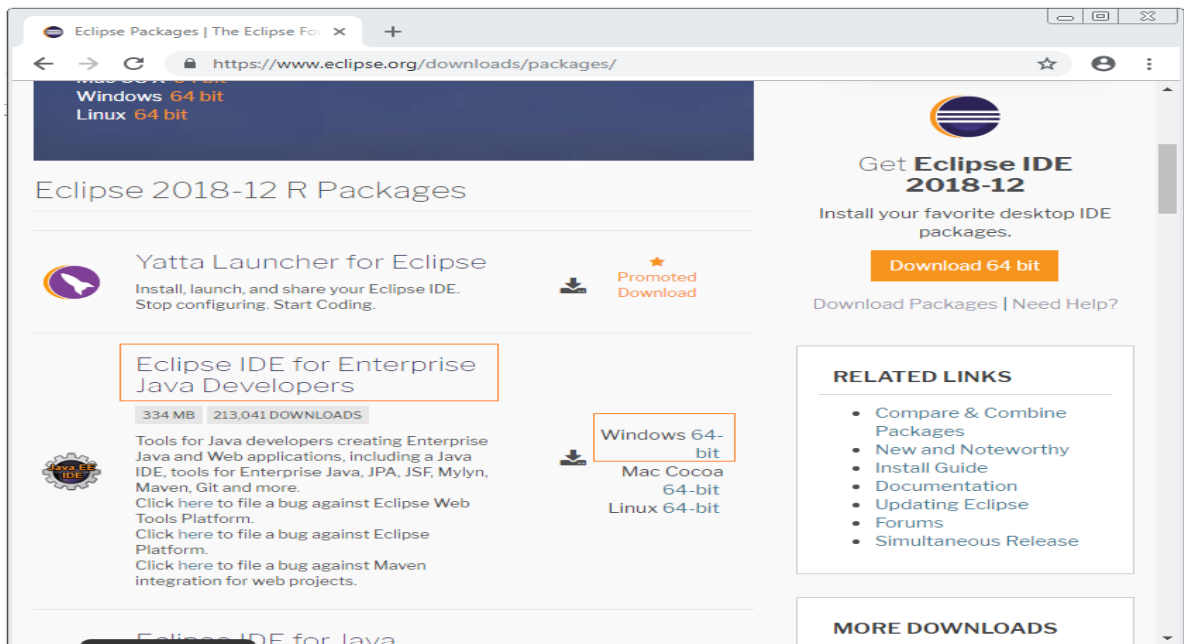 Eclipse Packages | The Eclipse Fo
https://www.eclipse.org/downloads/packages/
Windows 64 bit
Linux 64 bit
Eclipse 2018-12 R Packages
Yatta Launcher for Eclipse
Install, launch, and share your Eclipse IDE.
Stop configuring. Start Coding.
Promoted
Download
Eclipse IDE for Enterprise
Java Developers
334 MB 213,041 DOWNLOADS
Java EE
IDE
Tools for Java developers creating Enterprise
Java and Web applications, including a Java
IDE, tools for Enterprise Java, JPA, JSF, Mylyn,
Maven, Git and more.
Click here to file a bug against Eclipse Web
Tools Platform.
Click here to file a bug against Eclipse
Platform.
Click here to file a bug against Maven
integration for web projects.
Windows 64-
bit
Mac Cocoa
64-bit
Linux 64-bit
Eclipse IDE for Java
Get Eclipse IDE
2018-12
Install your favorite desktop IDE
packages.
Download 64 bit
Download Packages | Need Help?
RELATED LINKS
Compare & Combine
Packages
New and Noteworthy
Install Guide
Documentation
Updating Eclipse
Forums
Simultaneous Release
MORE DOWNLOADS